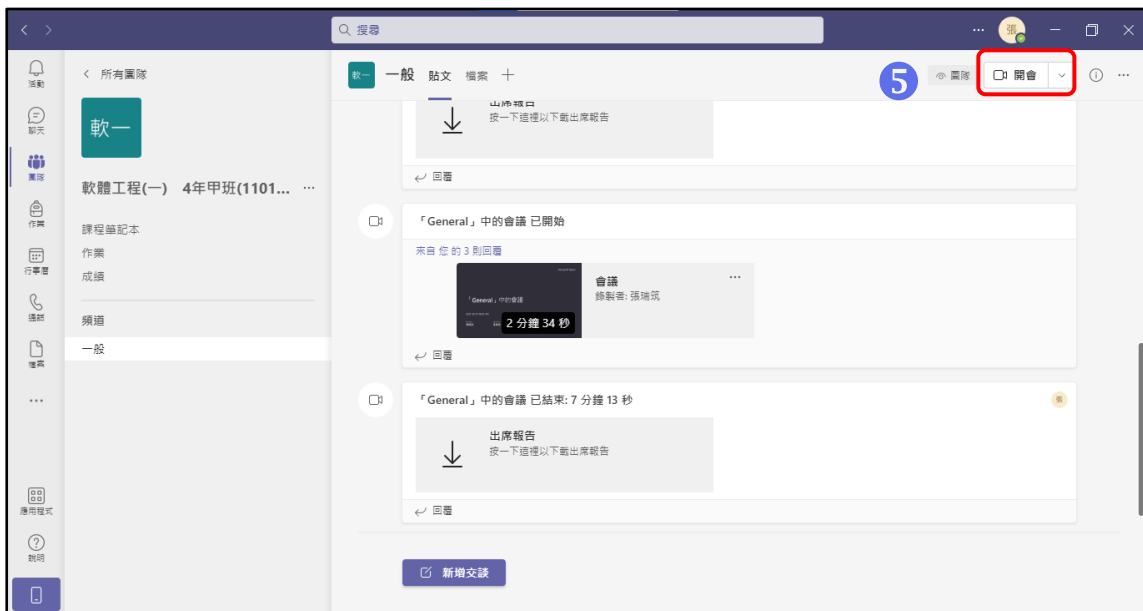 搜尋
張
活動
聊天
團隊
作業
行事曆
通話
檔案
應用程式
說明
所有團隊
軟一
軟體工程(一) 4年甲班(1101...
課程筆記本
作業
成績
頻道
一般
軟一
一般 貼文 檔案
5
團隊
開會
出席報告
按一下這裡以下載出席報告
回覆
「General」中的會議 已開始
來自 您 的 3 則回覆
「General」中的會議
2 分鐘 34 秒
會議
錄製者: 張瑞筑
回覆
「General」中的會議 已結束: 7 分鐘 13 秒
張
出席報告
按一下這裡以下載出席報告
回覆
新增交談